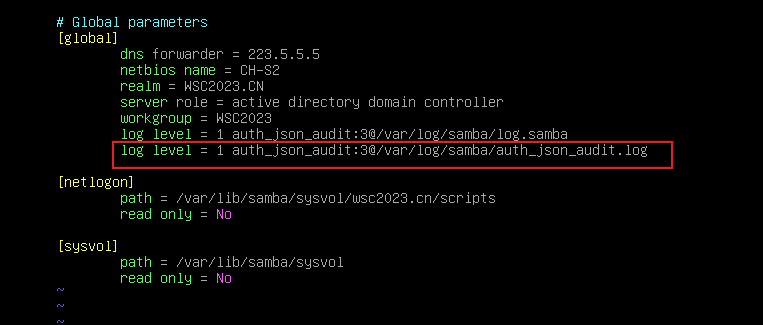 # Global parameters
[global]
dns forwarder = 223.5.5.5
netbios name = CH-S2
realm = WSC2023.CN
server role = active directory domain controller
workgroup = WSC2023
log level = 1 auth_json_audit:3@/var/log/samba/log.samba
log level = 1 auth_json_audit:3@/var/log/samba/auth_json_audit.log
[netlogon]
path = /var/lib/samba/sysvol/wsc2023.cn/scripts
read only = No
[sysvol]
path = /var/lib/samba/sysvol
read only = No
~
~
~